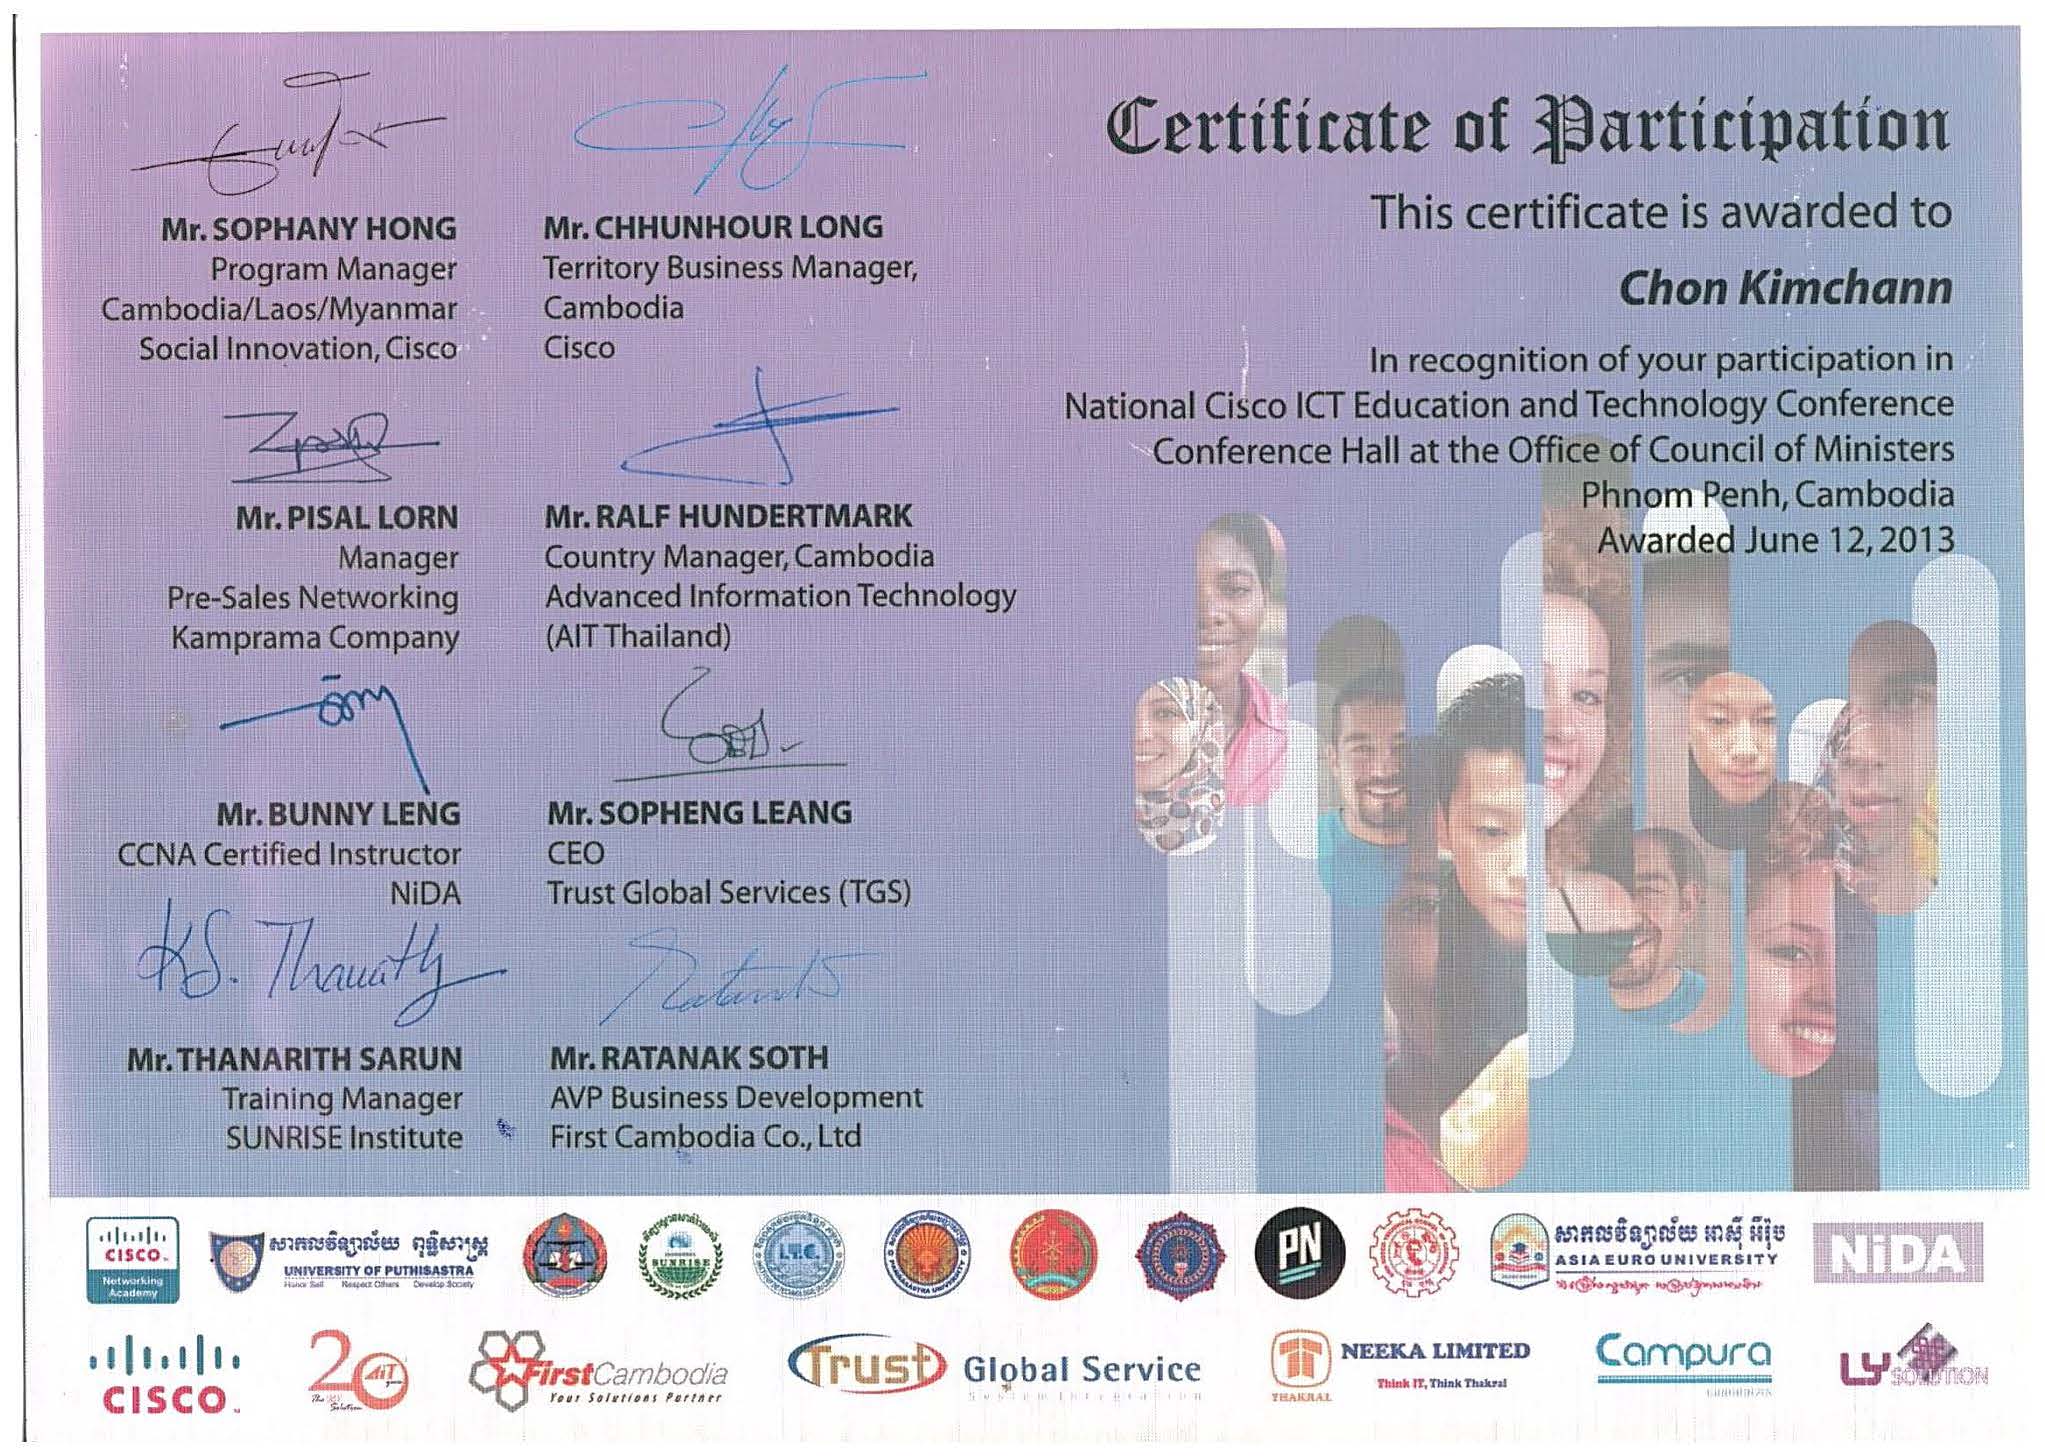 Certificate of Participation
This certificate is awarded to
Chon Kimchann
In recognition of your participation in
National Cisco ICT Education and Technology Conference
Conference Hall at the Office of Council of Ministers
Phnom Penh, Cambodia
Awarded June 12, 2013
Mr. SOPHANY HONG
Program Manager
Cambodia/Laos/Myanmar
Social Innovation, Cisco
Mr. CHHUNHOUR LONG
Territory Business Manager,
Cambodia
Cisco
Mr. PISAL LORN
Manager
Pre-Sales Networking
Kamprama Company
Mr. RALF HUNDERTMARK
Country Manager, Cambodia
Advanced Information Technology
(AIT Thailand)
Mr. BUNNY LENG
CCNA Certified Instructor
NiDA
Mr. SOPHENG LEANG
CEO
Trust Global Services (TGS)
KS. Thanarith
Mr. THANARITH SARUN
Training Manager
SUNRISE Institute
Mr. RATANAK SOTH
AVP Business Development
First Cambodia Co., Ltd
CISCO
Networking
Academy
សាកលវិទ្យាល័យ ពុទ្ធិសាស្ត្រ
UNIVERSITY OF PUTHISASTRA
Honor Self Respect Others Develop Society
SUNRISE
I.T.C.
PN
សាកលវិទ្យាល័យ អាស៊ី អឺរ៉ុប
ASIA EURO UNIVERSITY
NiDA
CISCO
20 AIT
FirstCambodia
Your Solutions Partner
Trust Global Service
System Integration
THAKRAL
NEEKA LIMITED
Think IT, Think Thakral
Campura
LY SOLUTION